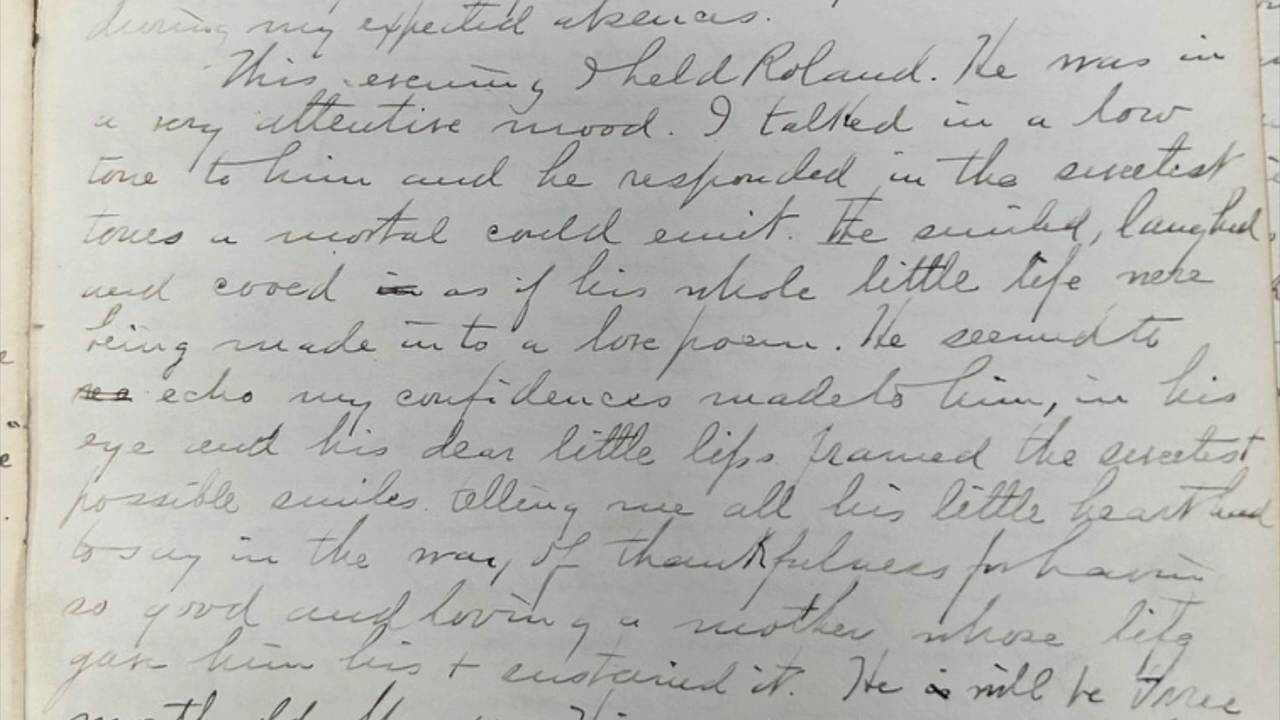 during my expected absences.
This evening I held Roland. He was in
a very attentive mood. I talked in a low
tone to him and he responded in the sweetest
tones a mortal could emit. He smiled, laughed,
and cooed in as if his whole little life were
being made into a love poem. He seemed to
echo my confidences made to him, in his
eye and his dear little lips framed the sweetest
possible smiles telling me all his little heart had
to say in the way of thankfulness for having
so good and loving a mother whose life
gave him his + sustained it. He is will be three